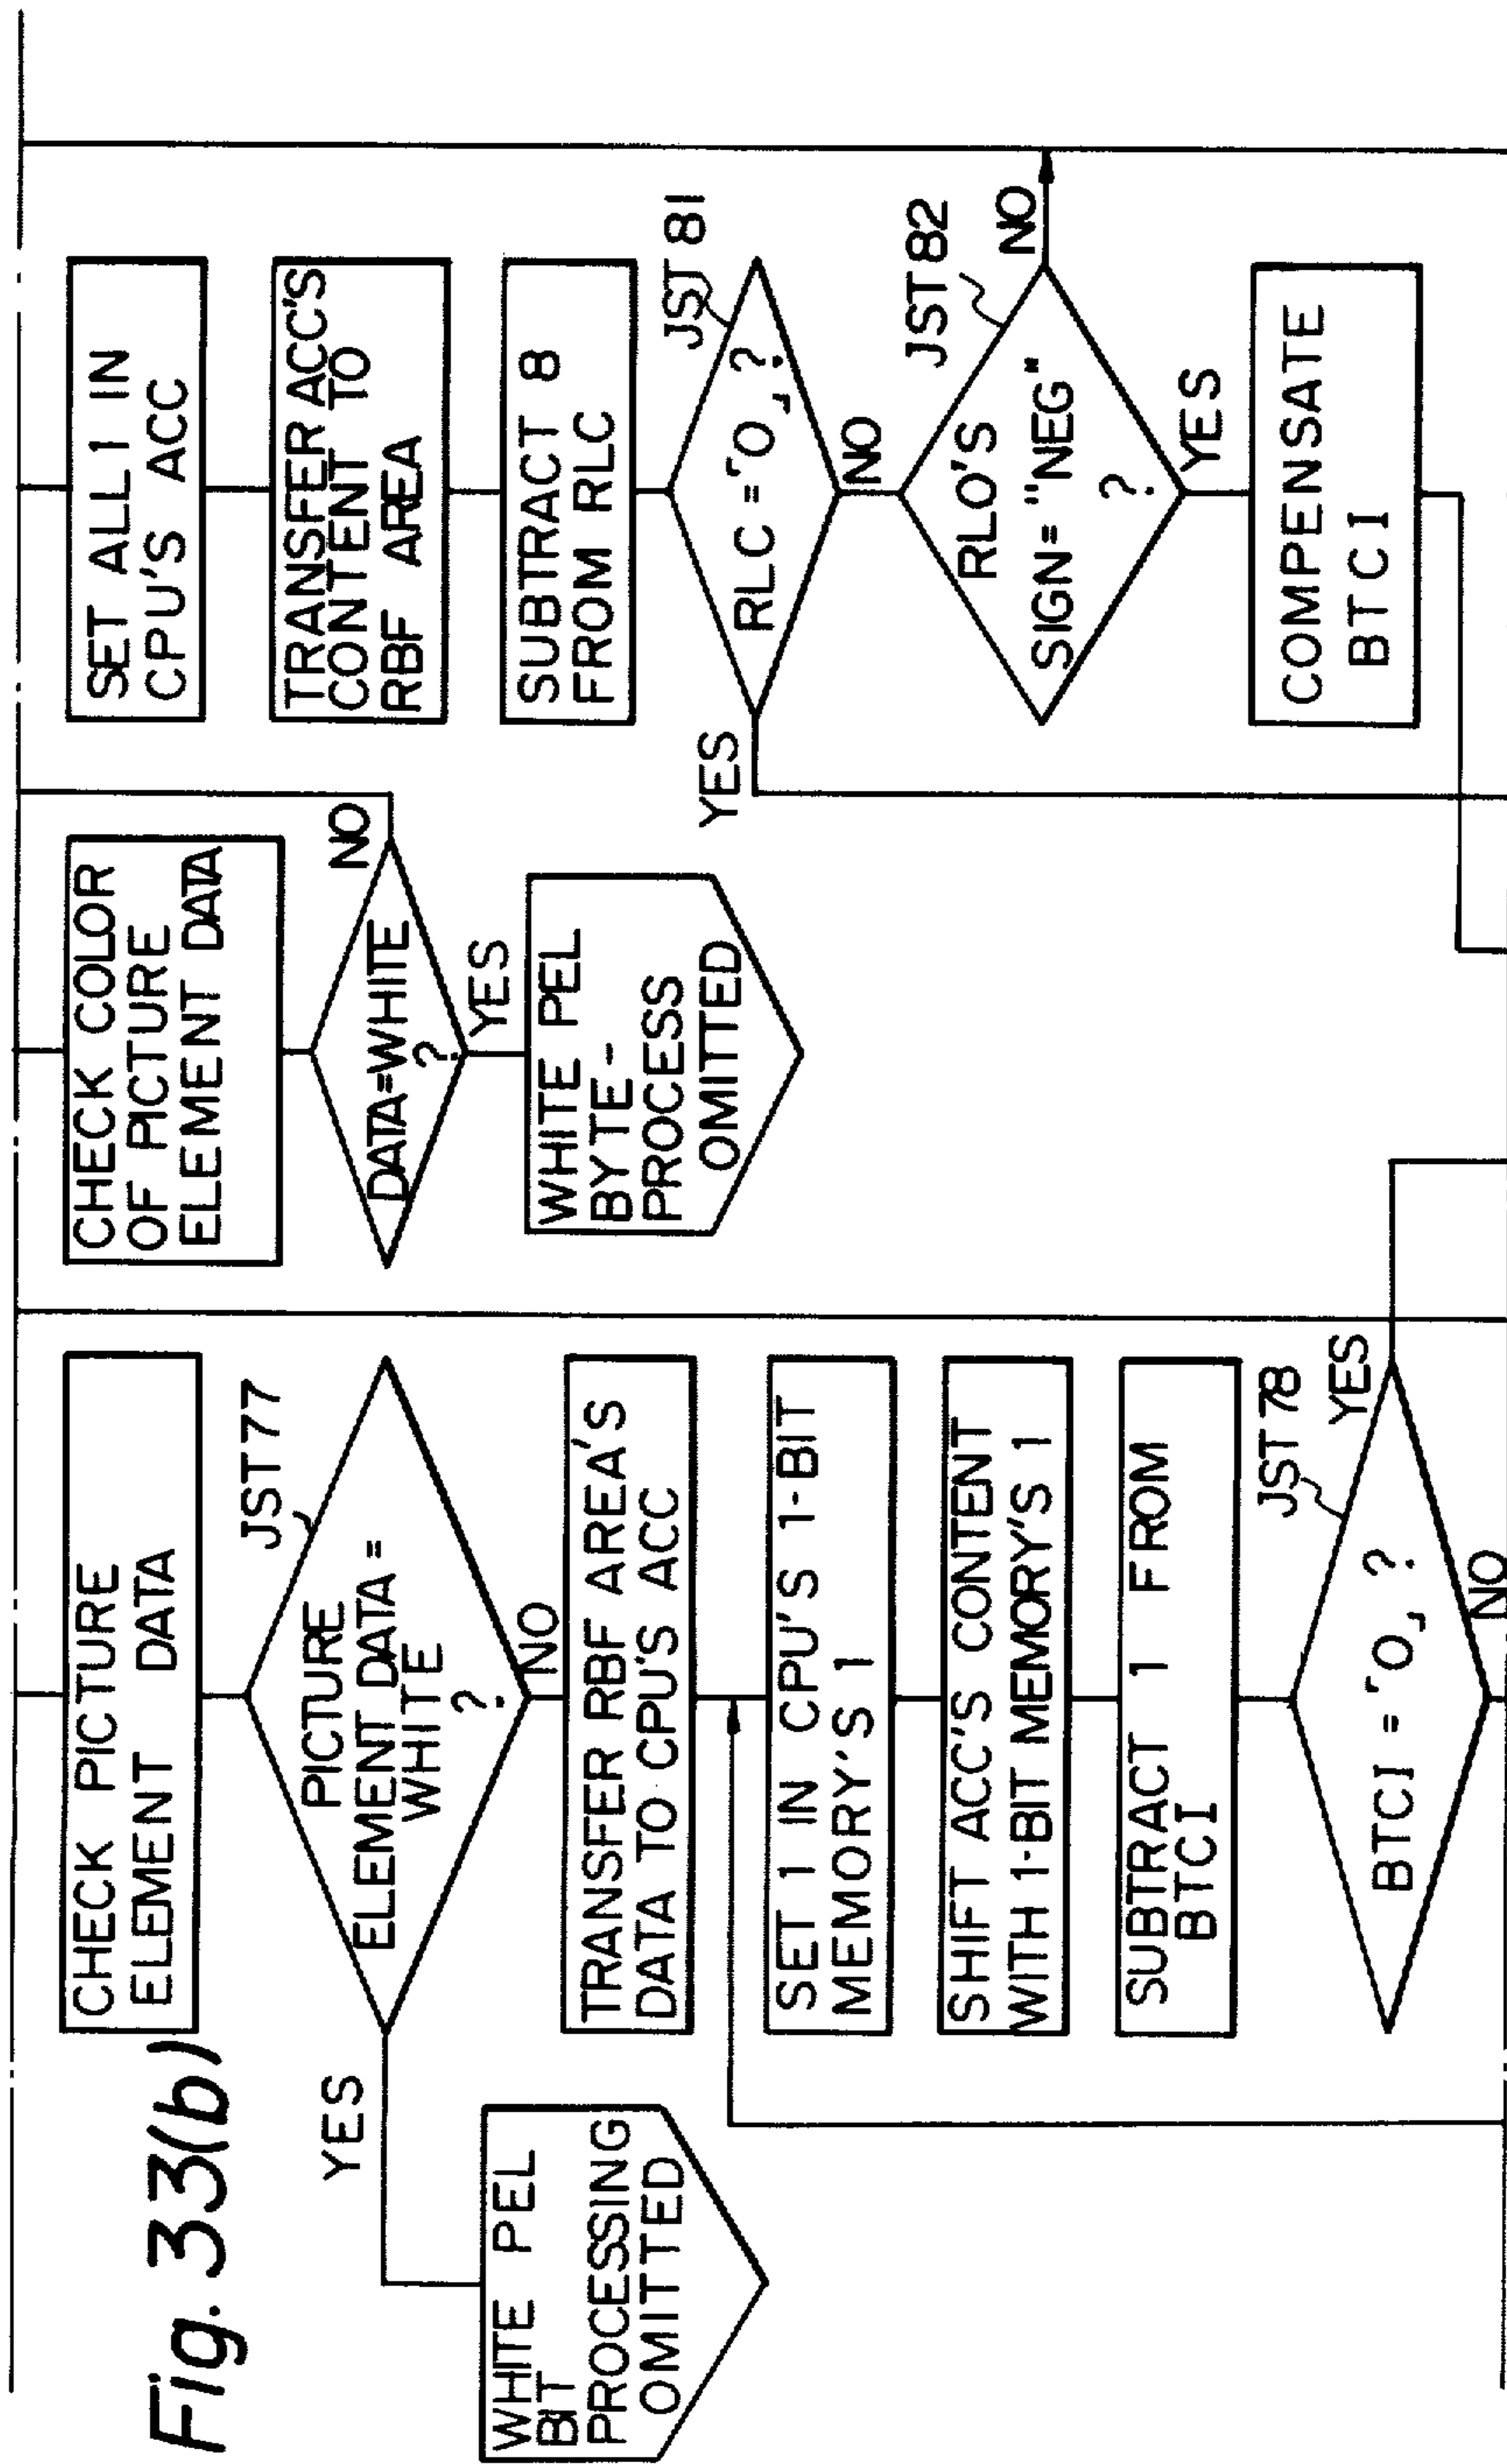 Fig. 33(b)
CHECK PICTURE
ELEMENT DATA
JST77
PICTURE
ELEMENT DATA =
WHITE
?
YES
WHITE PEL
BIT
PROCESSING
OMITTED
NO
TRANSFER RBF AREA'S
DATA TO CPU'S ACC
SET 1 IN CPU'S 1-BIT
MEMORY'S 1
SHIFT ACC'S CONTENT
WITH 1-BIT MEMORY'S 1
SUBTRACT 1 FROM
BTCI
JST78
BTCI = 「0」 ?
YES
NO
CHECK COLOR
OF PICTURE
ELEMENT DATA
NO
DATA=WHITE
?
YES
WHITE PEL
BYTE-
PROCESS
OMITTED
SET ALL 1 IN
CPU'S ACC
TRANSFER ACC'S
CONTENT TO
RBF AREA
SUBTRACT 8
FROM RLC
JST81
RLC = 「0」 ?
YES
NO
JST82
RLO'S
SIGN="NEG"
?
NO
YES
COMPENSATE
BTCI